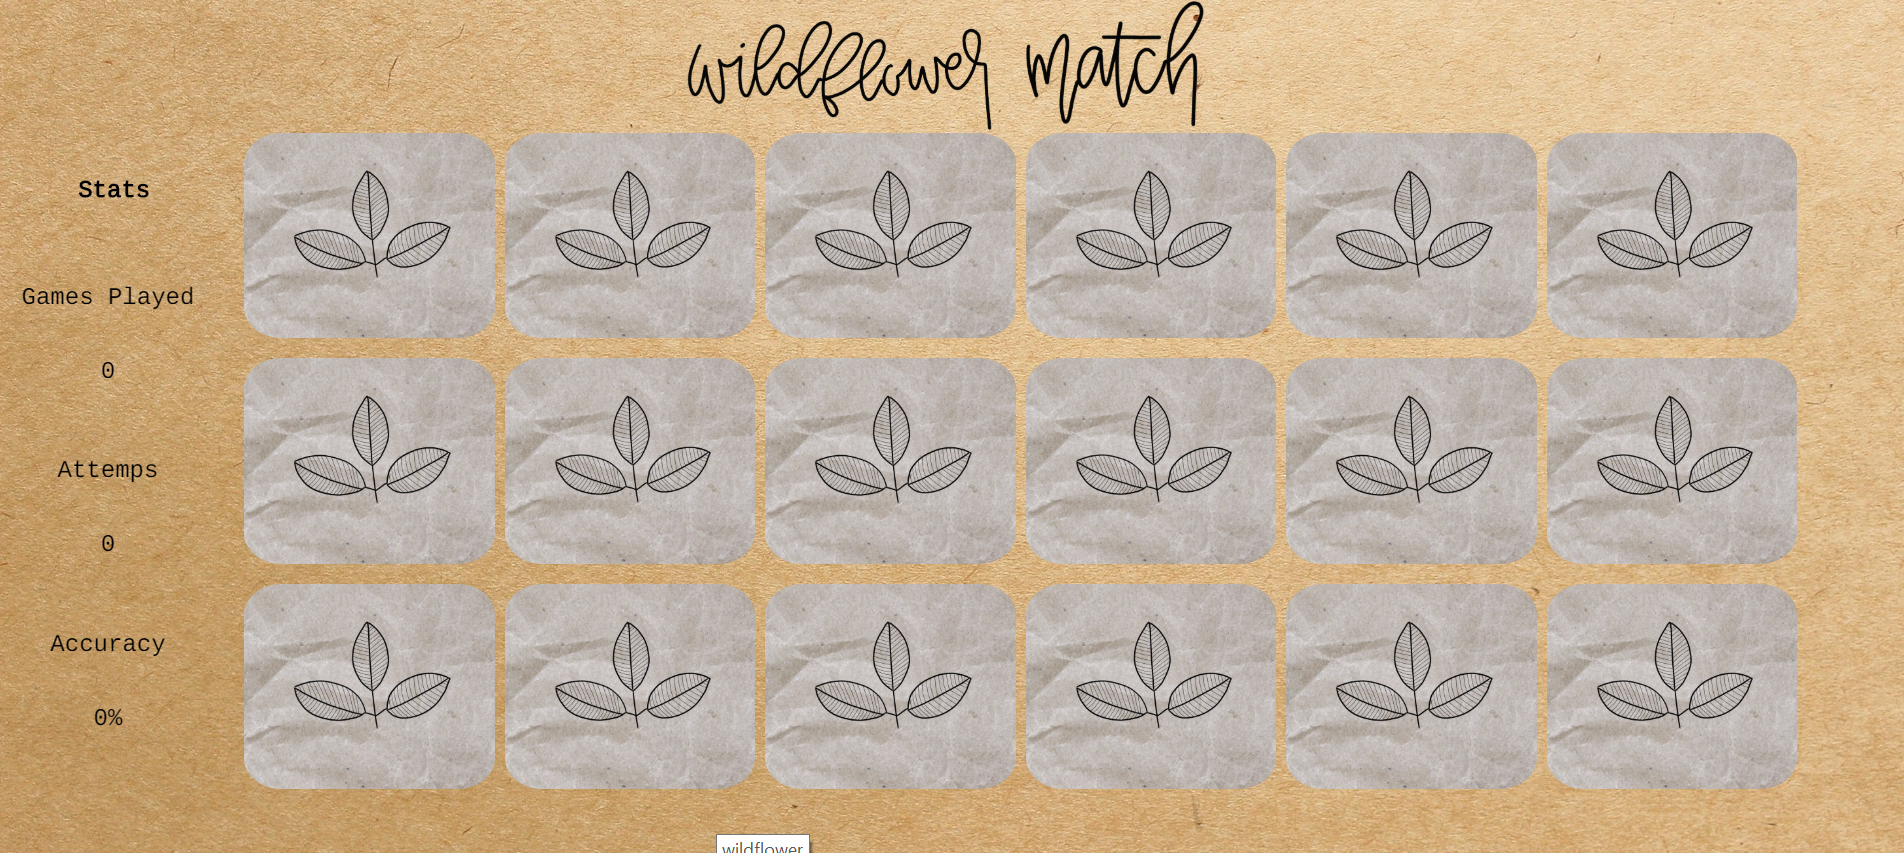 wildflower match
Stats
Games Played
0
Attemps
0
Accuracy
0%
wildflower